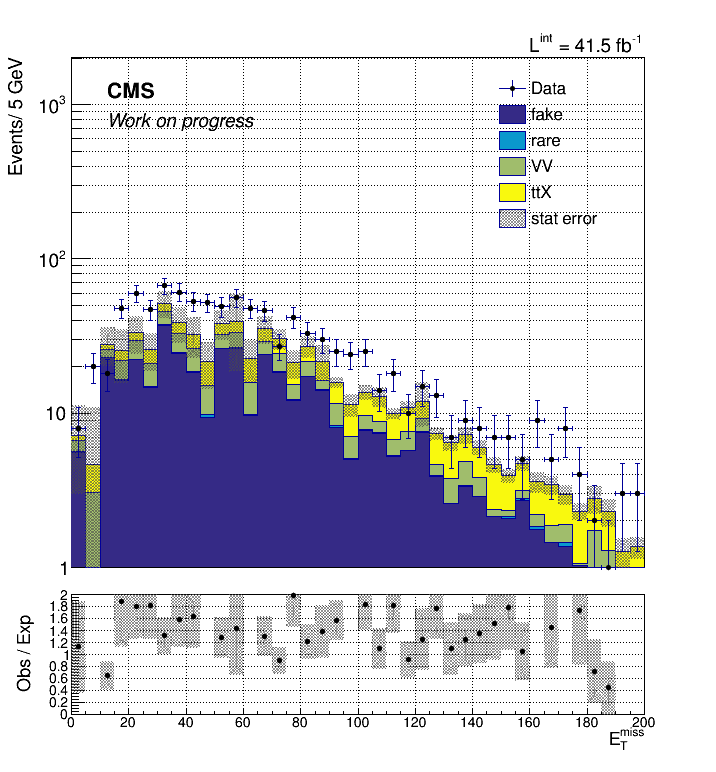 L^int = 41.5 fb^-1
Events/ 5 GeV
CMS
Work on progress
Data
fake
rare
VV
ttX
stat error
10^3
10^2
10
1
Obs / Exp
2
1.8
1.6
1.4
1.2
1
0.8
0.6
0.4
0.2
0
0 20 40 60 80 100 120 140 160 180 200
E_T^miss